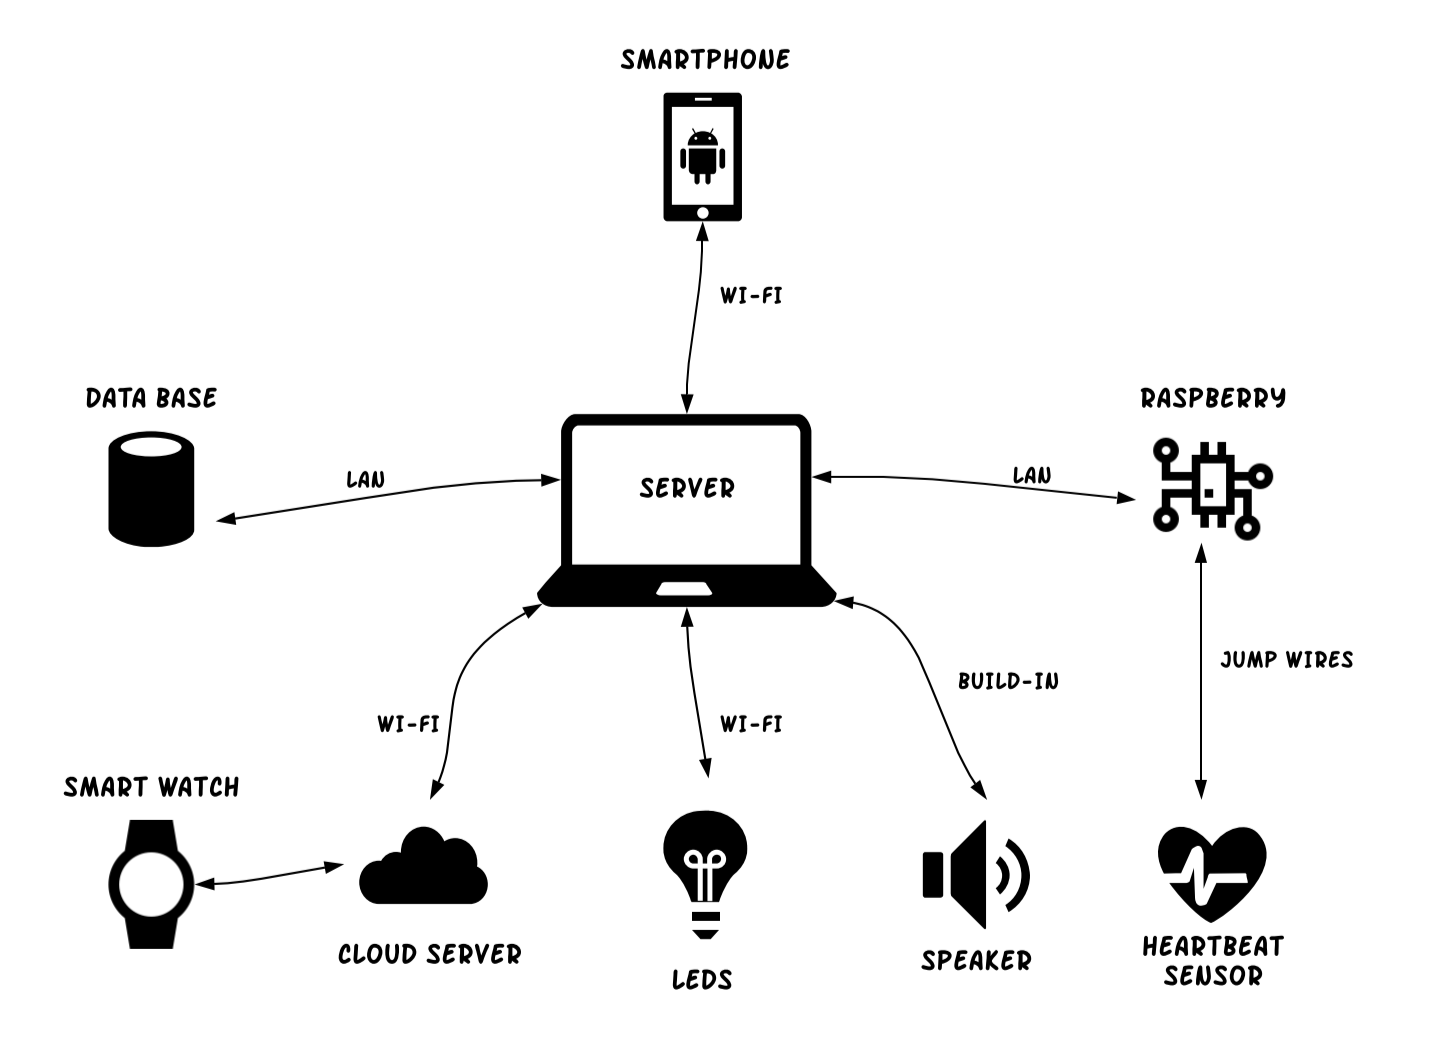 SMARTPHONE
WI-FI
DATA BASE
RASPBERRY
LAN
SERVER
LAN
JUMP WIRES
BUILD-IN
WI-FI
WI-FI
SMART WATCH
CLOUD SERVER
LEDS
SPEAKER
HEARTBEAT
SENSOR